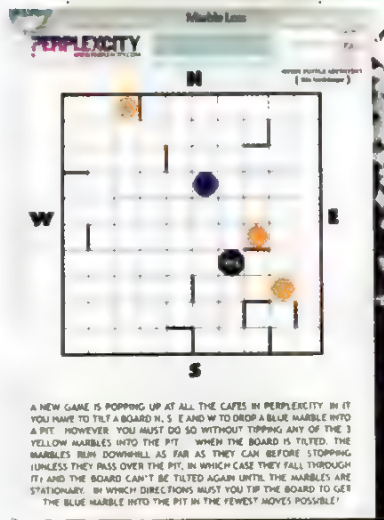 Marble Loss
PERPLEXCITY
N
W
E
S
A NEW GAME IS POPPING UP AT ALL THE CAFES IN PERPLEXCITY. IN IT
YOU HAVE TO TILT A BOARD N, S, E AND W TO DROP A BLUE MARBLE INTO
A PIT. HOWEVER YOU MUST DO SO WITHOUT TIPPING ANY OF THE 3
YELLOW MARBLES INTO THE PIT. WHEN THE BOARD IS TILTED, THE
MARBLES RUN DOWNHILL AS FAR AS THEY CAN BEFORE STOPPING
(UNLESS THEY PASS OVER THE PIT, IN WHICH CASE THEY FALL THROUGH
IT) AND THE BOARD CAN'T BE TILTED AGAIN UNTIL THE MARBLES ARE
STATIONARY. IN WHICH DIRECTIONS MUST YOU TIP THE BOARD TO GET
THE BLUE MARBLE INTO THE PIT IN THE FEWEST MOVES POSSIBLE?